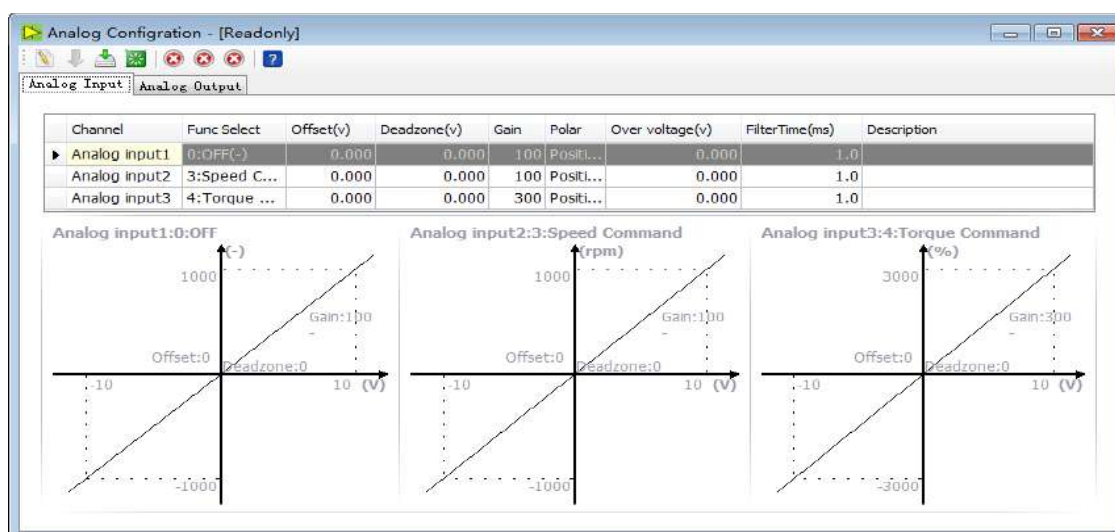 Analog Configration - [Readonly]
Analog Input Analog Output
Channel Func Select Offset(v) Deadzone(v) Gain Polar Over voltage(v) FilterTime(ms) Description
Analog input1 0:OFF(-) 0.000 0.000 100 Positi... 0.000 1.0
Analog input2 3:Speed C... 0.000 0.000 100 Positi... 0.000 1.0
Analog input3 4:Torque ... 0.000 0.000 300 Positi... 0.000 1.0
Analog input1:0:OFF
(-)
1000
Gain:100
-
Offset:0
Deadzone:0
-10
10 (V)
-1000
Analog input2:3:Speed Command
(rpm)
1000
Gain:100
-
Offset:0
Deadzone:0
-10
10 (V)
-1000
Analog input3:4:Torque Command
(%)
3000
Gain:300
-
Offset:0
Deadzone:0
-10
10 (V)
-3000